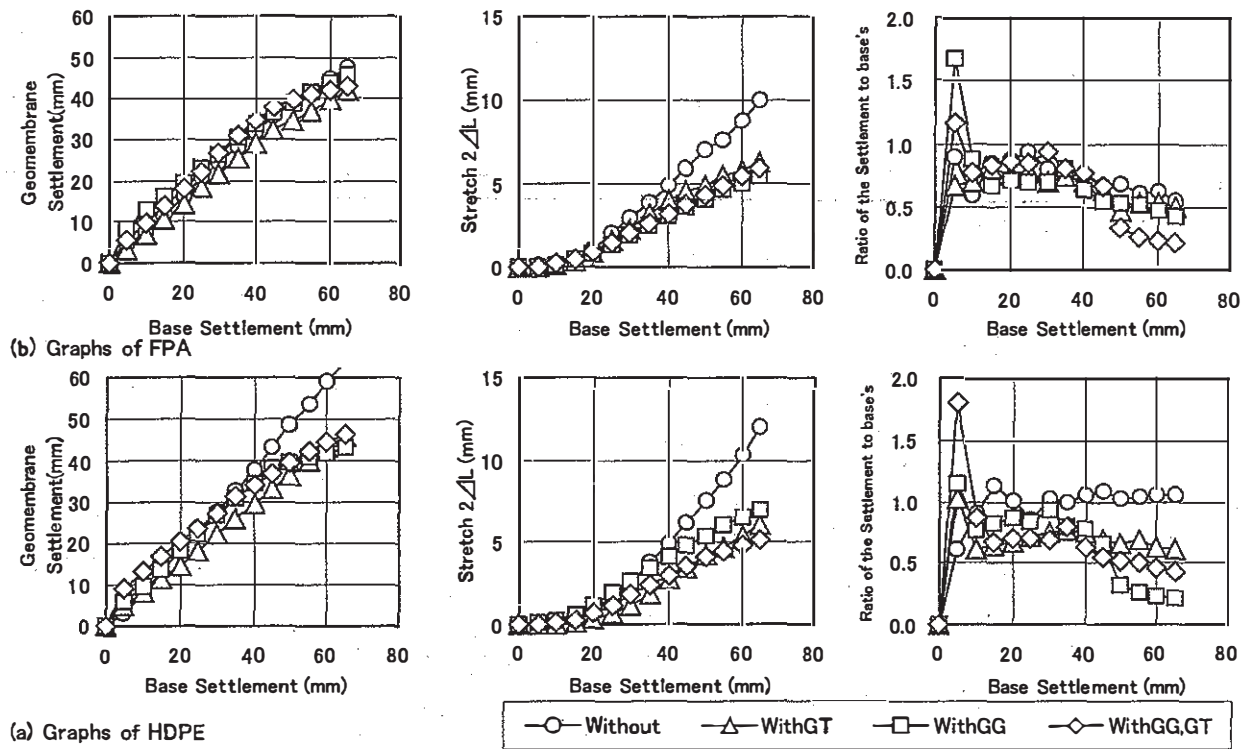 60
50
40
30
20
10
0
Geomembrane
Settlement(mm)
0 20 40 60 80
Base Settlement (mm)
15
10
5
0
Stretch 2⊿L (mm)
0 20 40 60 80
Base Settlement (mm)
2.0
1.5
1.0
0.5
0.0
Ratio of the Settlement to base's
0 20 40 60 80
Base Settlement (mm)
(b) Graphs of FPA
60
50
40
30
20
10
0
Geomembrane
Settlement(mm)
0 20 40 60 80
Base Settlement (mm)
15
10
5
0
Stretch 2⊿L (mm)
0 20 40 60 80
Base Settlement (mm)
2.0
1.5
1.0
0.5
0.0
Ratio of the Settlement to base's
0 20 40 60 80
Base Settlement (mm)
(a) Graphs of HDPE
Without WithGT WithGG WithGG,GT